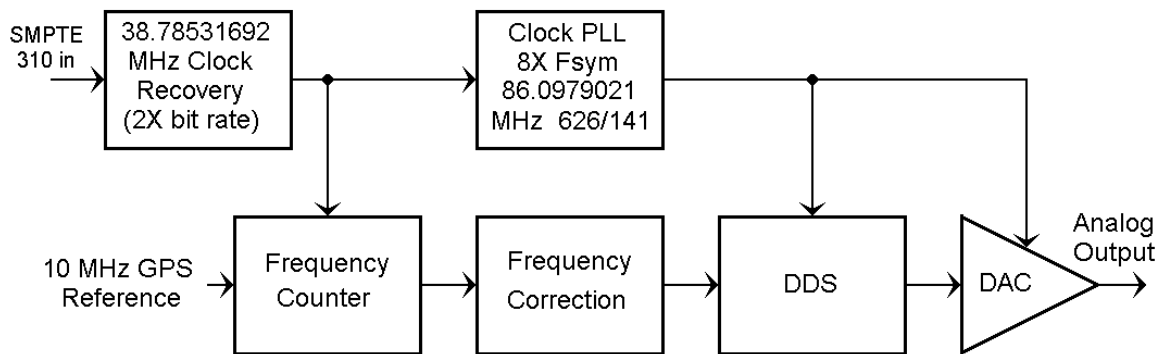 SMPTE
310 in
38.78531692
MHz Clock
Recovery
(2X bit rate)
Clock PLL
8X Fsym
86.0979021
MHz 626/141
10 MHz GPS
Reference
Frequency
Counter
Frequency
Correction
DDS
DAC
Analog
Output